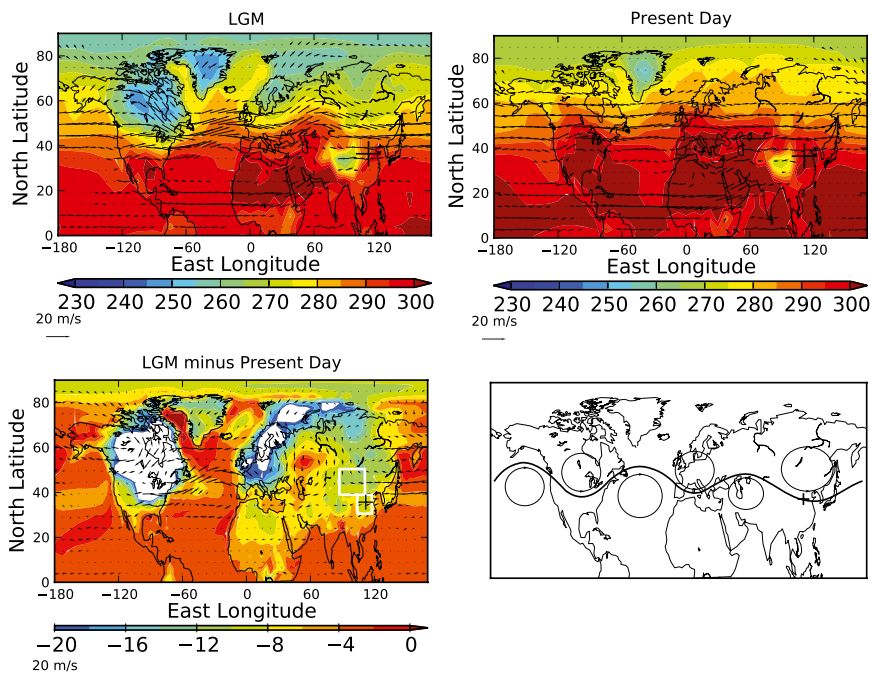 LGM
North Latitude
80
60
40
20
0
−180 −120 −60 0 60 120
East Longitude
230 240 250 260 270 280 290 300
20 m/s
Present Day
North Latitude
80
60
40
20
0
−180 −120 −60 0 60 120
East Longitude
230 240 250 260 270 280 290 300
20 m/s
LGM minus Present Day
North Latitude
80
60
40
20
0
−180 −120 −60 0 60 120
East Longitude
−20 −16 −12 −8 −4 0
20 m/s